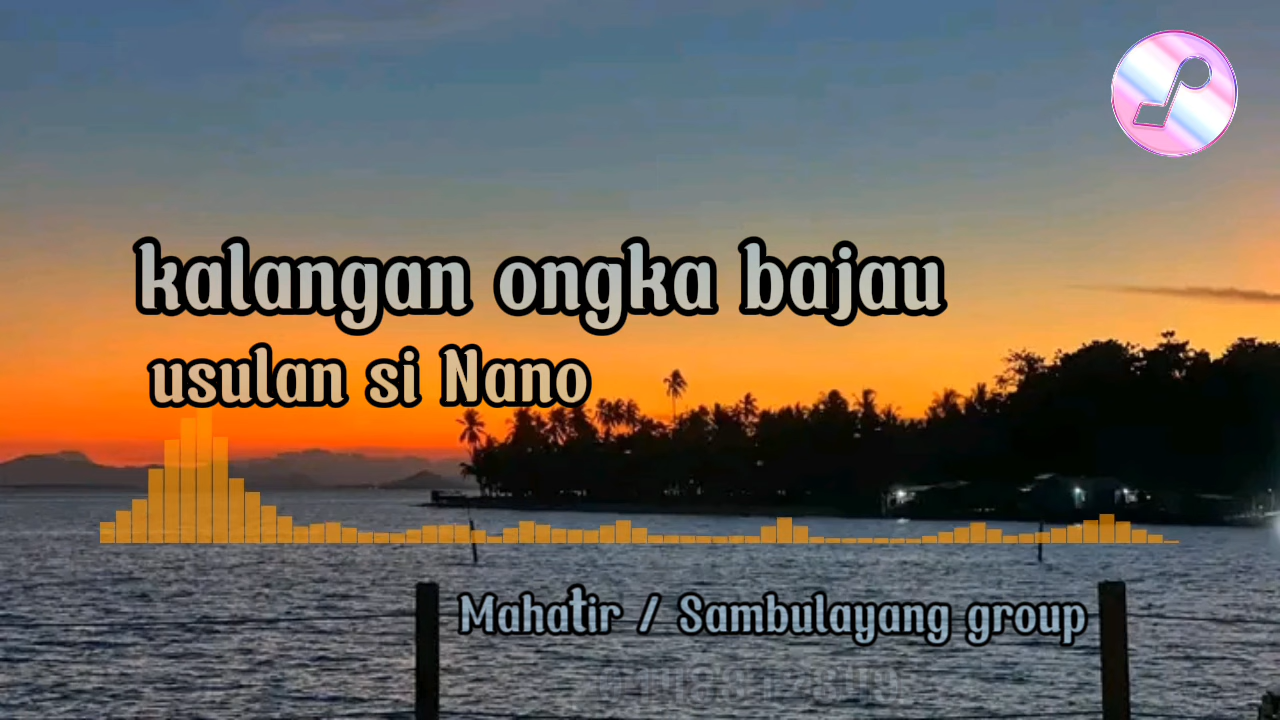 kalangan ongka bajau
usulan si Nano
Mahatir / Sambulayang group